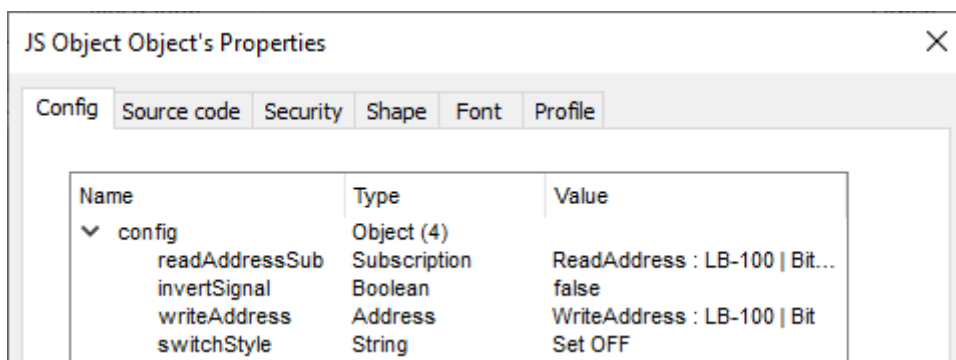 JS Object Object's Properties
Config Source code Security Shape Font Profile
Name Type Value
config Object (4)
readAddressSub Subscription ReadAddress : LB-100 | Bit...
invertSignal Boolean false
writeAddress Address WriteAddress : LB-100 | Bit
switchStyle String Set OFF